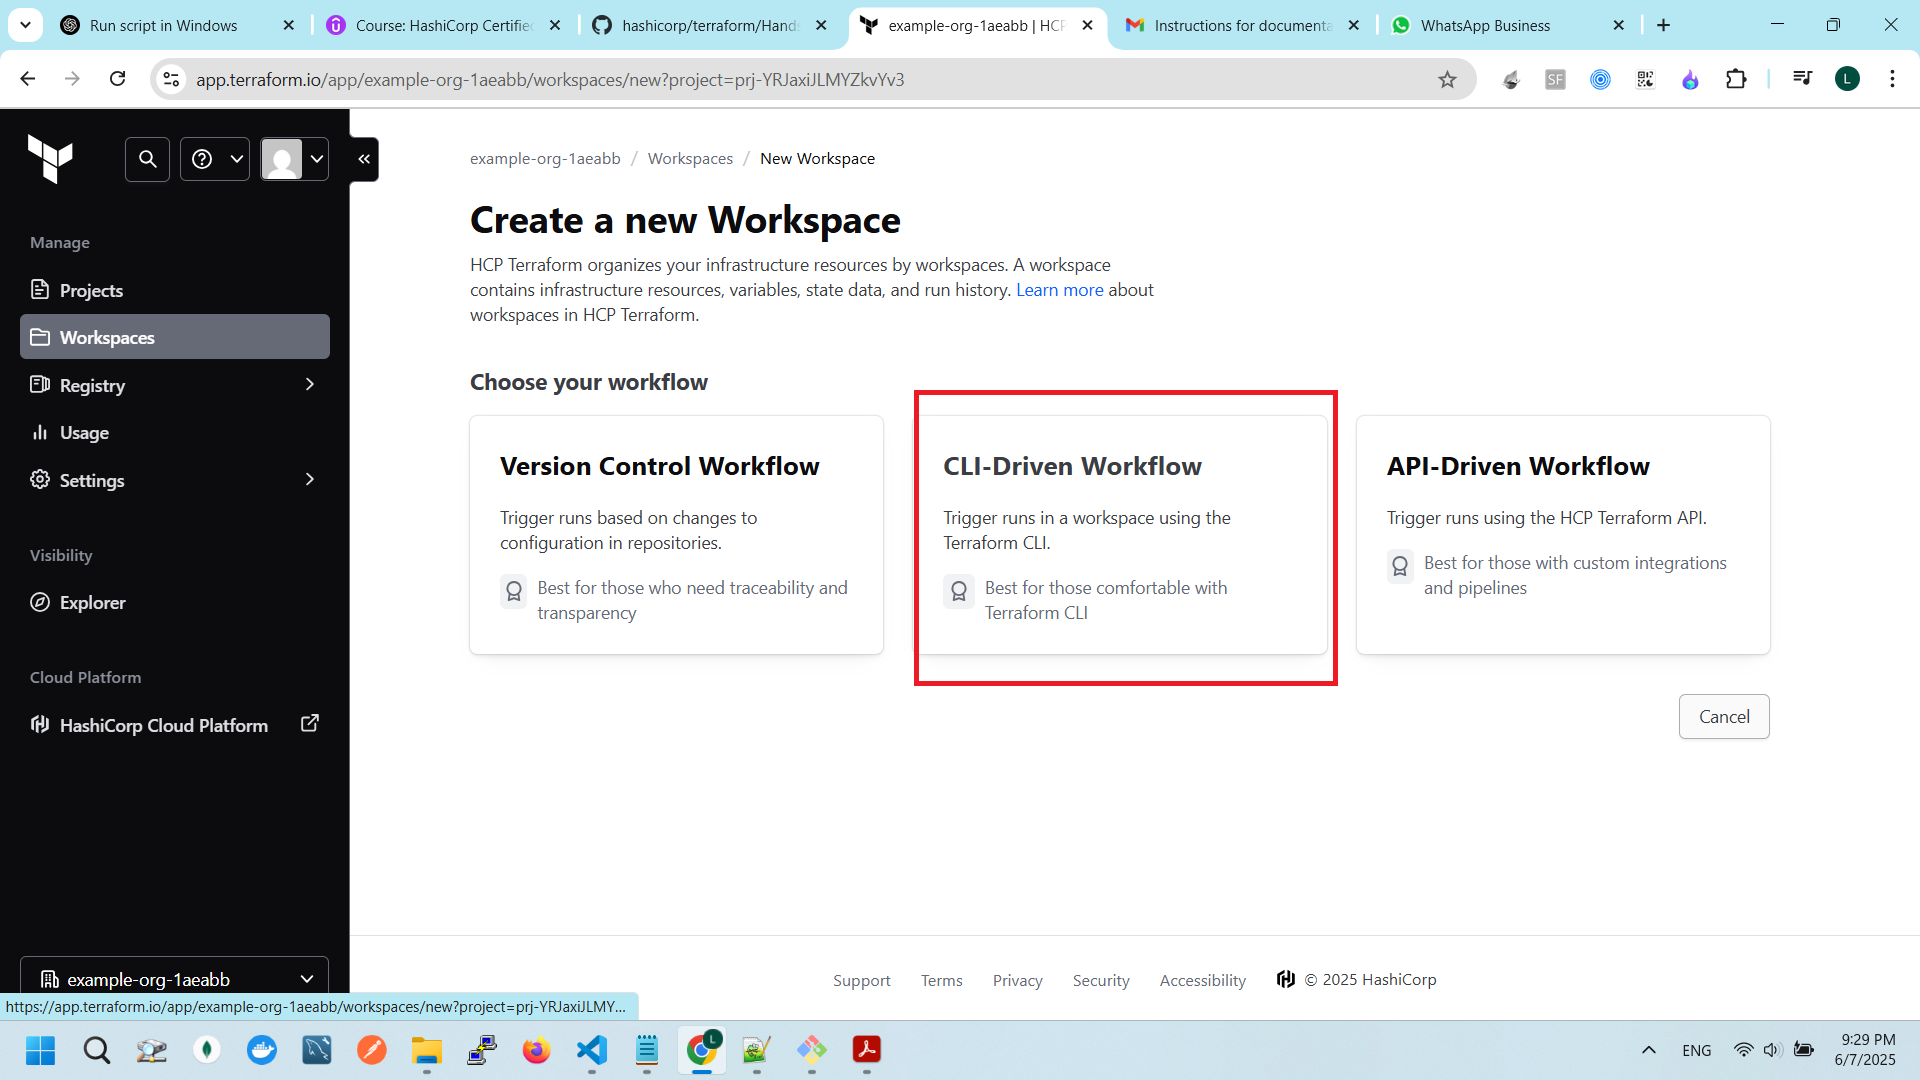 Run script in Windows
Course: HashiCorp Certifie
hashicorp/terraform/Hands
example-org-1aeabb | HCP
Instructions for documenta
WhatsApp Business
app.terraform.io/app/example-org-1aeabb/workspaces/new?project=prj-YRJaxiJLMYZkvYv3
SF
L
Manage
Projects
Workspaces
Registry
Usage
Settings
Visibility
Explorer
Cloud Platform
HashiCorp Cloud Platform
example-org-1aeabb
example-org-1aeabb / Workspaces / New Workspace
Create a new Workspace
HCP Terraform organizes your infrastructure resources by workspaces. A workspace
contains infrastructure resources, variables, state data, and run history. Learn more about
workspaces in HCP Terraform.
Choose your workflow
Version Control Workflow
Trigger runs based on changes to
configuration in repositories.
Best for those who need traceability and
transparency
CLI-Driven Workflow
Trigger runs in a workspace using the
Terraform CLI.
Best for those comfortable with
Terraform CLI
API-Driven Workflow
Trigger runs using the HCP Terraform API.
Best for those with custom integrations
and pipelines
Cancel
Support Terms Privacy Security Accessibility © 2025 HashiCorp
https://app.terraform.io/app/example-org-1aeabb/workspaces/new?project=prj-YRJaxiJLMY...
L
ENG
9:29 PM
6/7/2025